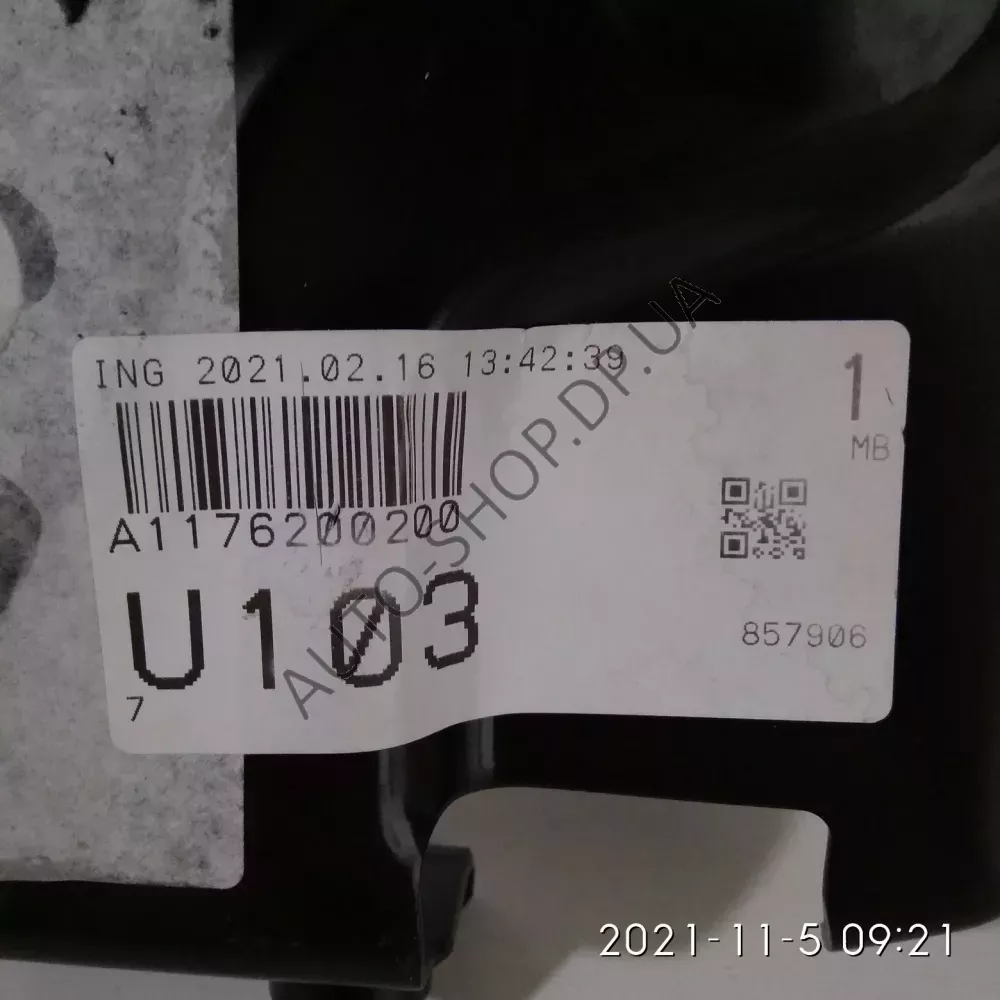 ING 2021.02.16 13:42:39
1
MB
A1176200200
U103
7
857906
AUTO-SHOP.DP.UA
2021-11-5 09:21